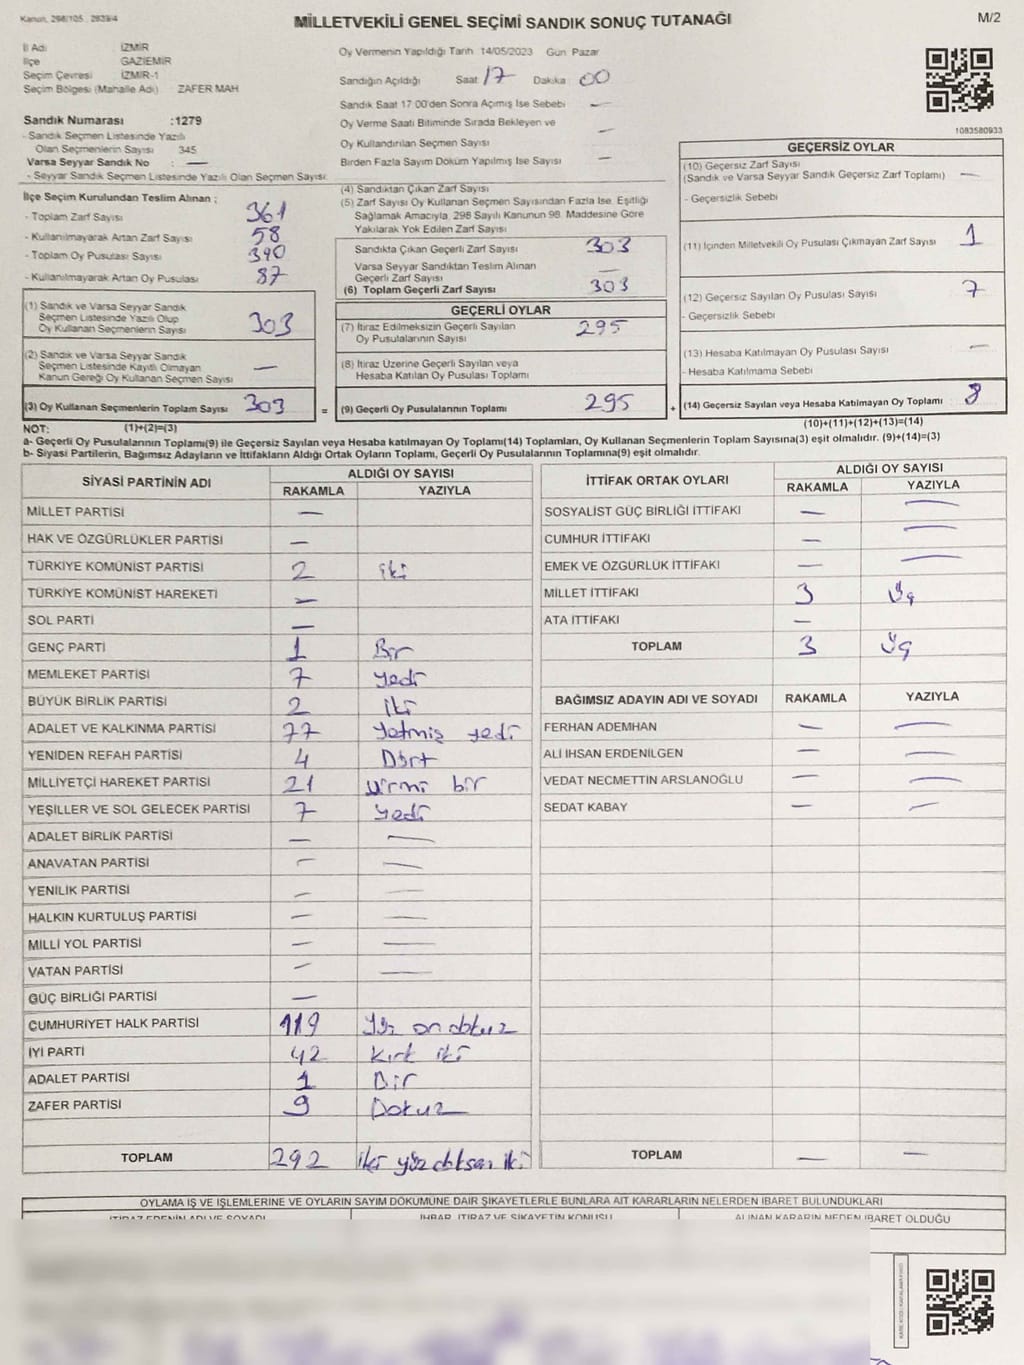 Kanun, 298/105 , 2839/4
MİLLETVEKİLİ GENEL SEÇİMİ SANDIK SONUÇ TUTANAĞI
M/2
İl Adı İZMİR
İlçe GAZİEMİR
Seçim Çevresi İZMİR-1
Seçim Bölgesi (Mahalle Adı) ZAFER MAH
Sandık Numarası :1279
- Sandık Seçmen Listesinde Yazılı
Olan Seçmenlerin Sayısı 345
Varsa Seyyar Sandık No : —
- Seyyar Sandık Seçmen Listesinde Yazılı Olan Seçmen Sayısı:
Oy Vermenin Yapıldığı Tarih 14/05/2023 Gün Pazar
Sandığın Açıldığı Saat 17 Dakika 00
Sandık Saat 17:00'den Sonra Açımış İse Sebebi —
Oy Verme Saati Bitiminde Sırada Bekleyen ve
Oy Kullandırılan Seçmen Sayısı —
Birden Fazla Sayım Döküm Yapılmış İse Sayısı —
1083580933
İlçe Seçim Kurulundan Teslim Alınan ;
- Toplam Zarf Sayısı 361
- Kullanılmayarak Artan Zarf Sayısı 58
- Toplam Oy Pusulası Sayısı 390
- Kullanılmayarak Artan Oy Pusulası 87
(1) Sandık ve Varsa Seyyar Sandık
Seçmen Listesinde Yazılı Olup
Oy Kullanan Seçmenlerin Sayısı 303
(2) Sandık ve Varsa Seyyar Sandık
Seçmen Listesinde Kayıtlı Olmayan
Kanun Gereği Oy Kullanan Seçmen Sayısı —
(3) Oy Kullanan Seçmenlerin Toplam Sayısı 303 =
(4) Sandıktan Çıkan Zarf Sayısı
(5) Zarf Sayısı Oy Kullanan Seçmen Sayısından Fazla İse, Eşitliği
Sağlamak Amacıyla, 298 Sayılı Kanunun 98. Maddesine Göre
Yakılarak Yok Edilen Zarf Sayısı
Sandıkta Çıkan Geçerli Zarf Sayısı 303
Varsa Seyyar Sandıktan Teslim Alınan
Geçerli Zarf Sayısı —
(6) Toplam Geçerli Zarf Sayısı 303
GEÇERLİ OYLAR
(7) İtiraz Edilmeksizin Geçerli Sayılan
Oy Pusulalarının Sayısı 295
(8) İtiraz Üzerine Geçerli Sayılan veya
Hesaba Katılan Oy Pusulası Toplamı
(9) Geçerli Oy Pusulalarının Toplamı 295 +
GEÇERSİZ OYLAR
(10) Geçersiz Zarf Sayısı
(Sandık ve Varsa Seyyar Sandık Geçersiz Zarf Toplamı) —
- Geçersizlik Sebebi
(11) İçinden Milletvekili Oy Pusulası Çıkmayan Zarf Sayısı 1
(12) Geçersiz Sayılan Oy Pusulası Sayısı 7
- Geçersizlik Sebebi
(13) Hesaba Katılmayan Oy Pusulası Sayısı —
- Hesaba Katılmama Sebebi
(14) Geçersiz Sayılan veya Hesaba Katılmayan Oy Toplamı 8
NOT: (1)+(2)=(3) (10)+(11)+(12)+(13)=(14)
a- Geçerli Oy Pusulalarının Toplamı(9) ile Geçersiz Sayılan veya Hesaba katılmayan Oy Toplamı(14) Toplamları, Oy Kullanan Seçmenlerin Toplam Sayısına(3) eşit olmalıdır. (9)+(14)=(3)
b- Siyasi Partilerin, Bağımsız Adayların ve İttifakların Aldığı Ortak Oyların Toplamı, Geçerli Oy Pusulalarının Toplamına(9) eşit olmalıdır.
SİYASİ PARTİNİN ADI ALDIĞI OY SAYISI
RAKAMLA YAZIYLA
MİLLET PARTİSİ —
HAK VE ÖZGÜRLÜKLER PARTİSİ —
TÜRKİYE KOMÜNİST PARTİSİ 2 iki
TÜRKİYE KOMÜNİST HAREKETİ —
SOL PARTİ —
GENÇ PARTİ 1 Bir
MEMLEKET PARTİSİ 7 yedi
BÜYÜK BİRLİK PARTİSİ 2 iki
ADALET VE KALKINMA PARTİSİ 77 yetmiş yedi
YENİDEN REFAH PARTİSİ 4 Dört
MİLLİYETÇİ HAREKET PARTİSİ 21 yirmi bir
YEŞİLLER VE SOL GELECEK PARTİSİ 7 yedi
ADALET BİRLİK PARTİSİ — —
ANAVATAN PARTİSİ — —
YENİLİK PARTİSİ — —
HALKIN KURTULUŞ PARTİSİ — —
MİLLİ YOL PARTİSİ — —
VATAN PARTİSİ — —
GÜÇ BİRLİĞİ PARTİSİ —
CUMHURİYET HALK PARTİSİ 119 Yüz on dokuz
İYİ PARTİ 42 Kırk iki
ADALET PARTİSİ 1 Bir
ZAFER PARTİSİ 9 Dokuz
TOPLAM 292 iki yüz doksan iki
İTTİFAK ORTAK OYLARI ALDIĞI OY SAYISI
RAKAMLA YAZIYLA
SOSYALİST GÜÇ BİRLİĞİ İTTİFAKI — —
CUMHUR İTTİFAKI — —
EMEK VE ÖZGÜRLÜK İTTİFAKI — —
MİLLET İTTİFAKI 3 Üç
ATA İTTİFAKI —
TOPLAM 3 Üç
BAĞIMSIZ ADAYIN ADI VE SOYADI RAKAMLA YAZIYLA
FERHAN ADEMHAN — —
ALİ İHSAN ERDENİLGEN — —
VEDAT NECMETTİN ARSLANOĞLU — —
SEDAT KABAY — —
TOPLAM — —
OYLAMA İŞ VE İŞLEMLERİNE VE OYLARIN SAYIM DÖKÜMÜNE DAİR ŞİKAYETLERLE BUNLARA AİT KARARLARIN NELERDEN İBARET BULUNDUKLARI
İTİRAZ EDENİN ADI VE SOYADI İHBAR, İTİRAZ VE ŞİKAYETİN KONUSU ALINAN KARARIN NEDEN İBARET OLDUĞU